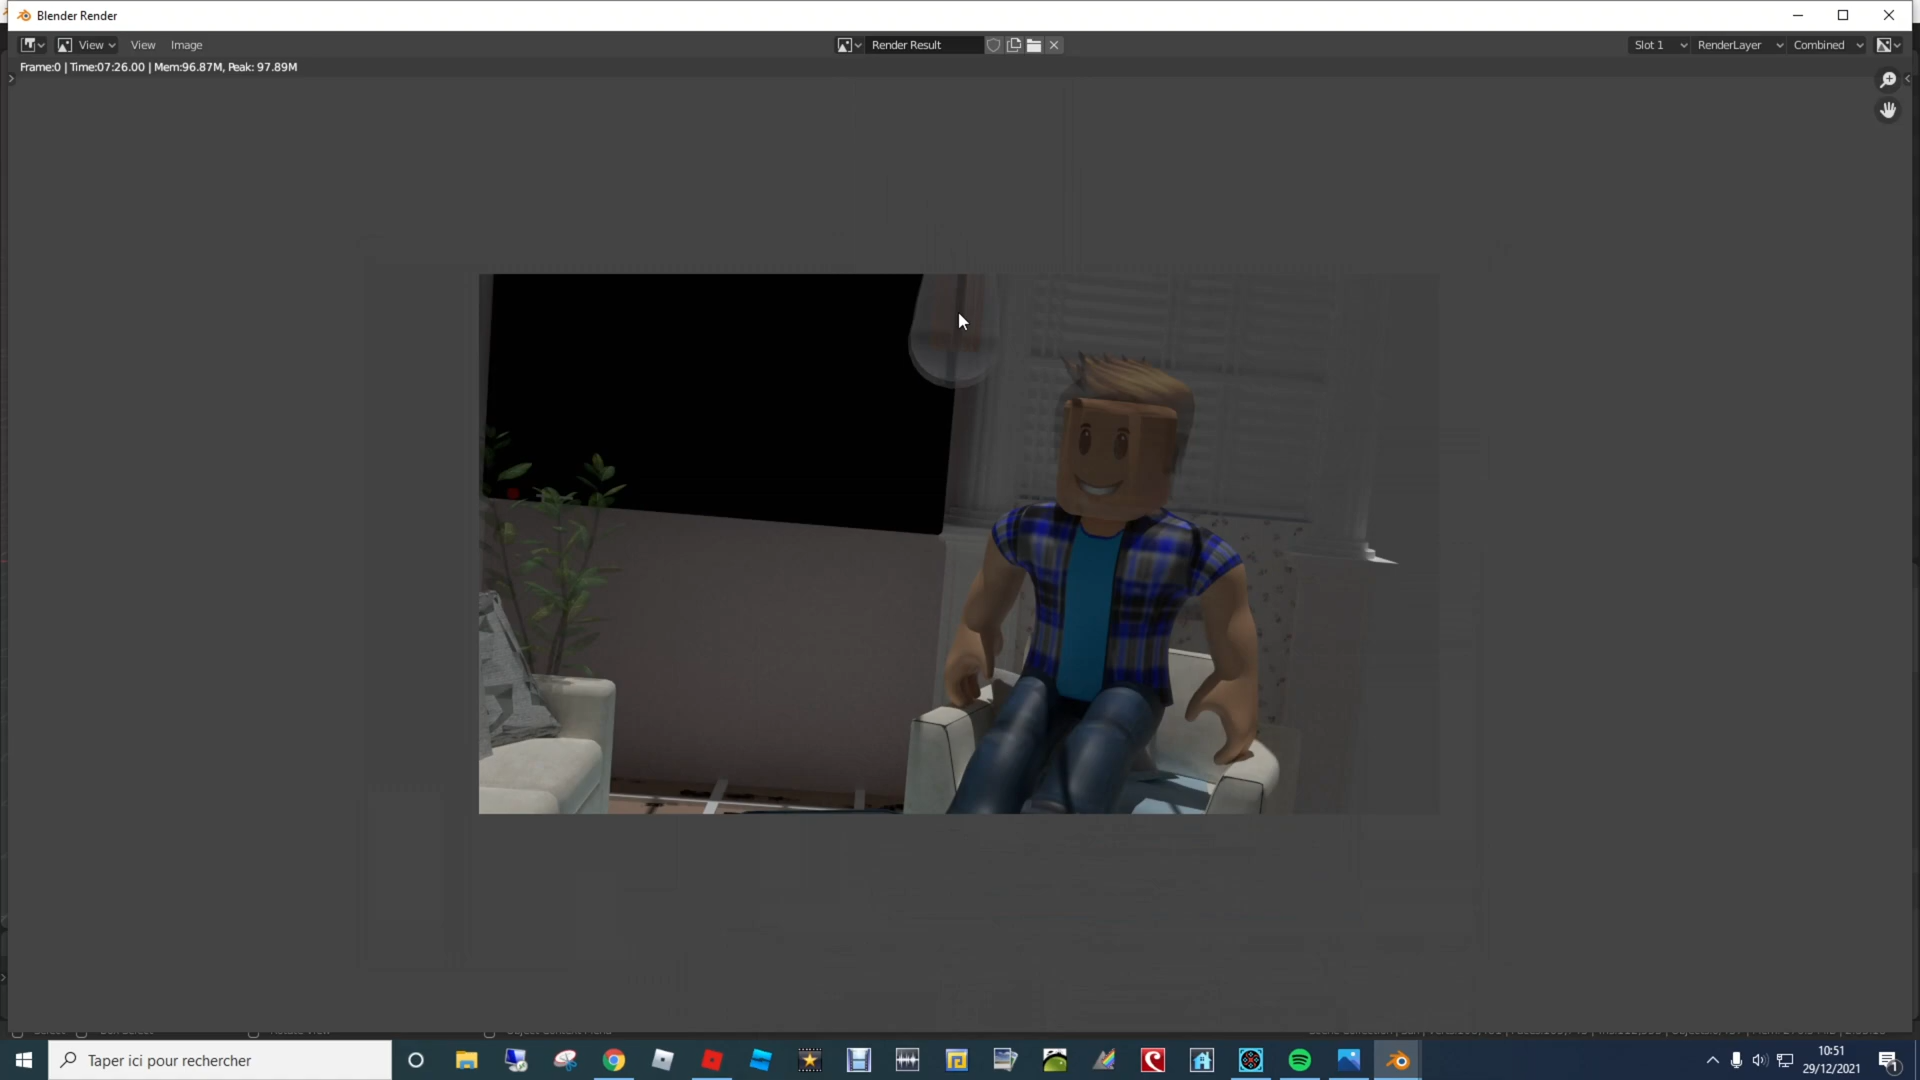 Blender Render
View View Image Render Result Slot 1 RenderLayer Combined
Frame:0 | Time:07:26.00 | Mem:96.87M, Peak: 97.89M
Taper ici pour rechercher
10:51
29/12/2021
1